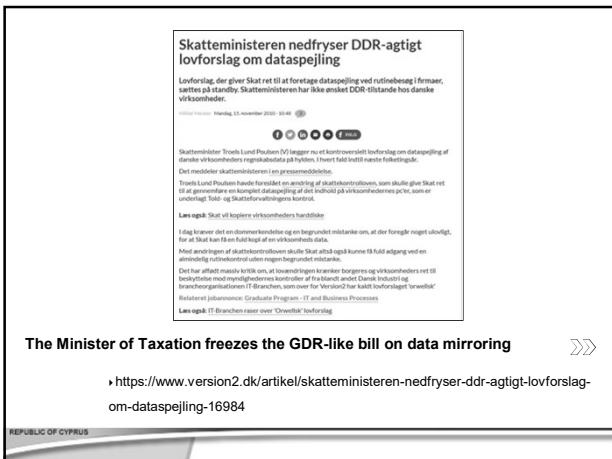 Skatteministeren nedfryser DDR-agtigt
lovforslag om dataspejling
Lovforslag, der giver Skat ret til at foretage dataspejling ved rutinebesøg i firmaer,
sættes på standby. Skatteministeren har ikke ønsket DDR-tilstande hos danske
virksomheder.
Mandag, 15. november 2010 - 10:48
FØLG
Skatteminister Troels Lund Poulsen (V) lægger nu et kontroversielt lovforslag om dataspejling af
danske virksomheders regnskabsdata på hylden. I hvert fald indtil næste folketingsår.
Det meddeler skatteministeren i en pressemeddelelse.
Troels Lund Poulsen havde foreslået en ændring af skattekontrolloven, som skulle give Skat ret
til at gennemføre en komplet dataspejling af det indhold på virksomhedernes pc'er, som er
underlagt Told- og Skatteforvaltningens kontrol.
Læs også: Skat vil kopiere virksomheders harddiske
I dag kræver det en dommerkendelse og en begrundet mistanke om, at der foregår noget ulovligt,
for at Skat kan få en fuld kopi af en virksomheds data.
Med ændringen af skattekontrolloven skulle Skat altså også kunne få fuld adgang ved en
almindelig rutinekontrol uden nogen begrundet mistanke.
Det har affødt massiv kritik om, at lovændringen krænker borgeres og virksomheders ret til
beskyttelse mod myndighedernes kontroller af fra blandt andet Dansk Industri og
brancheorganisationen IT-Branchen, som over for Version2 har kaldt lovforslaget 'orwellsk'
Relateret jobannonce: Graduate Program - IT and Business Processes
Læs også: IT-Branchen raser over 'Orwellsk' lovforslag
The Minister of Taxation freezes the GDR-like bill on data mirroring
https://www.version2.dk/artikel/skatteministeren-nedfryser-ddr-agtigt-lovforslag-
om-dataspejling-16984
REPUBLIC OF CYPRUS